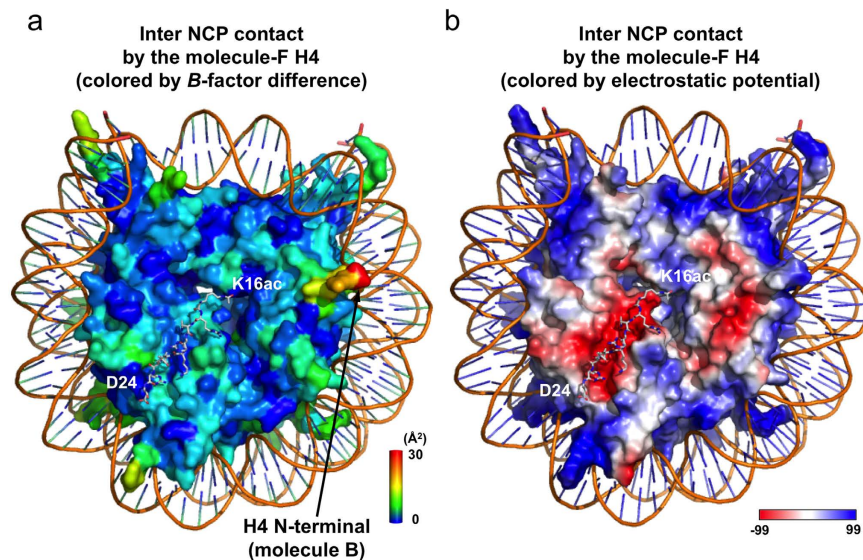 a
Inter NCP contact
by the molecule-F H4
(colored by B-factor difference)
K16ac
D24
(Å²)
30
0
H4 N-terminal
(molecule B)
b
Inter NCP contact
by the molecule-F H4
(colored by electrostatic potential)
K16ac
D24
-99
99